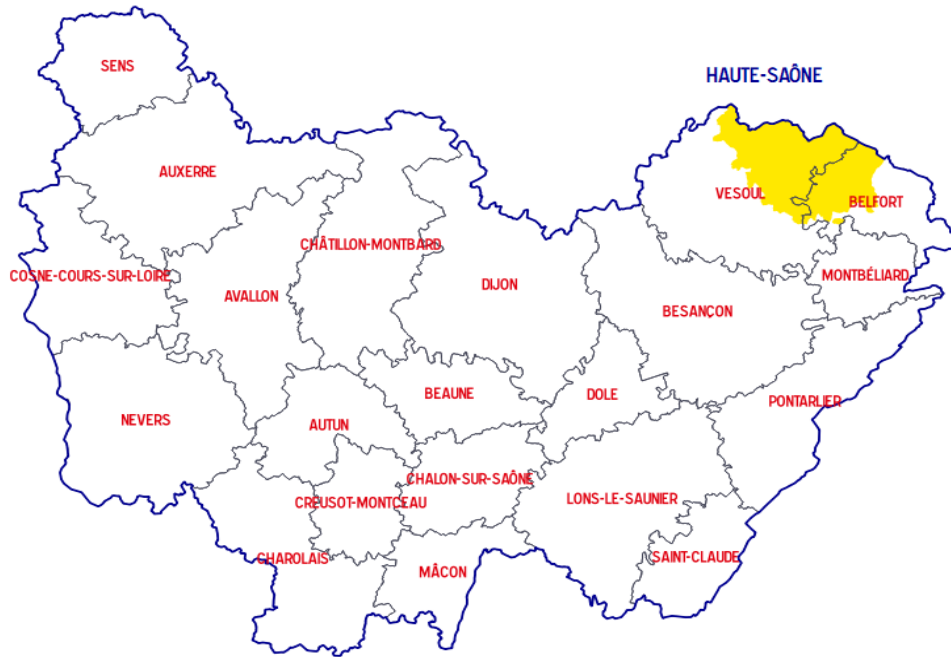 SENS
HAUTE-SAÔNE
AUXERRE
VESOUL
BELFORT
CHÂTILLON-MONTBARD
COSNE-COURS-SUR-LOIRE
MONTBÉLIARD
DIJON
AVALLON
BESANÇON
BEAUNE
DOLE
PONTARLIER
NEVERS
AUTUN
CHALON-SUR-SAÔNE
LONS-LE-SAUNIER
CREUSOT-MONTCEAU
SAINT-CLAUDE
CHAROLAIS
MÂCON